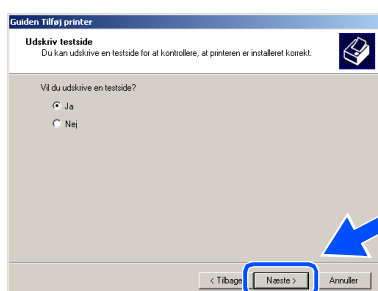 Guiden Tilføj printer
Udskriv testside
Du kan udskrive en testside for at kontrollere, at printeren er installeret korrekt.
Vil du udskrive en testside?
Ja
Nej
< Tilbage
Næste >
Annuller